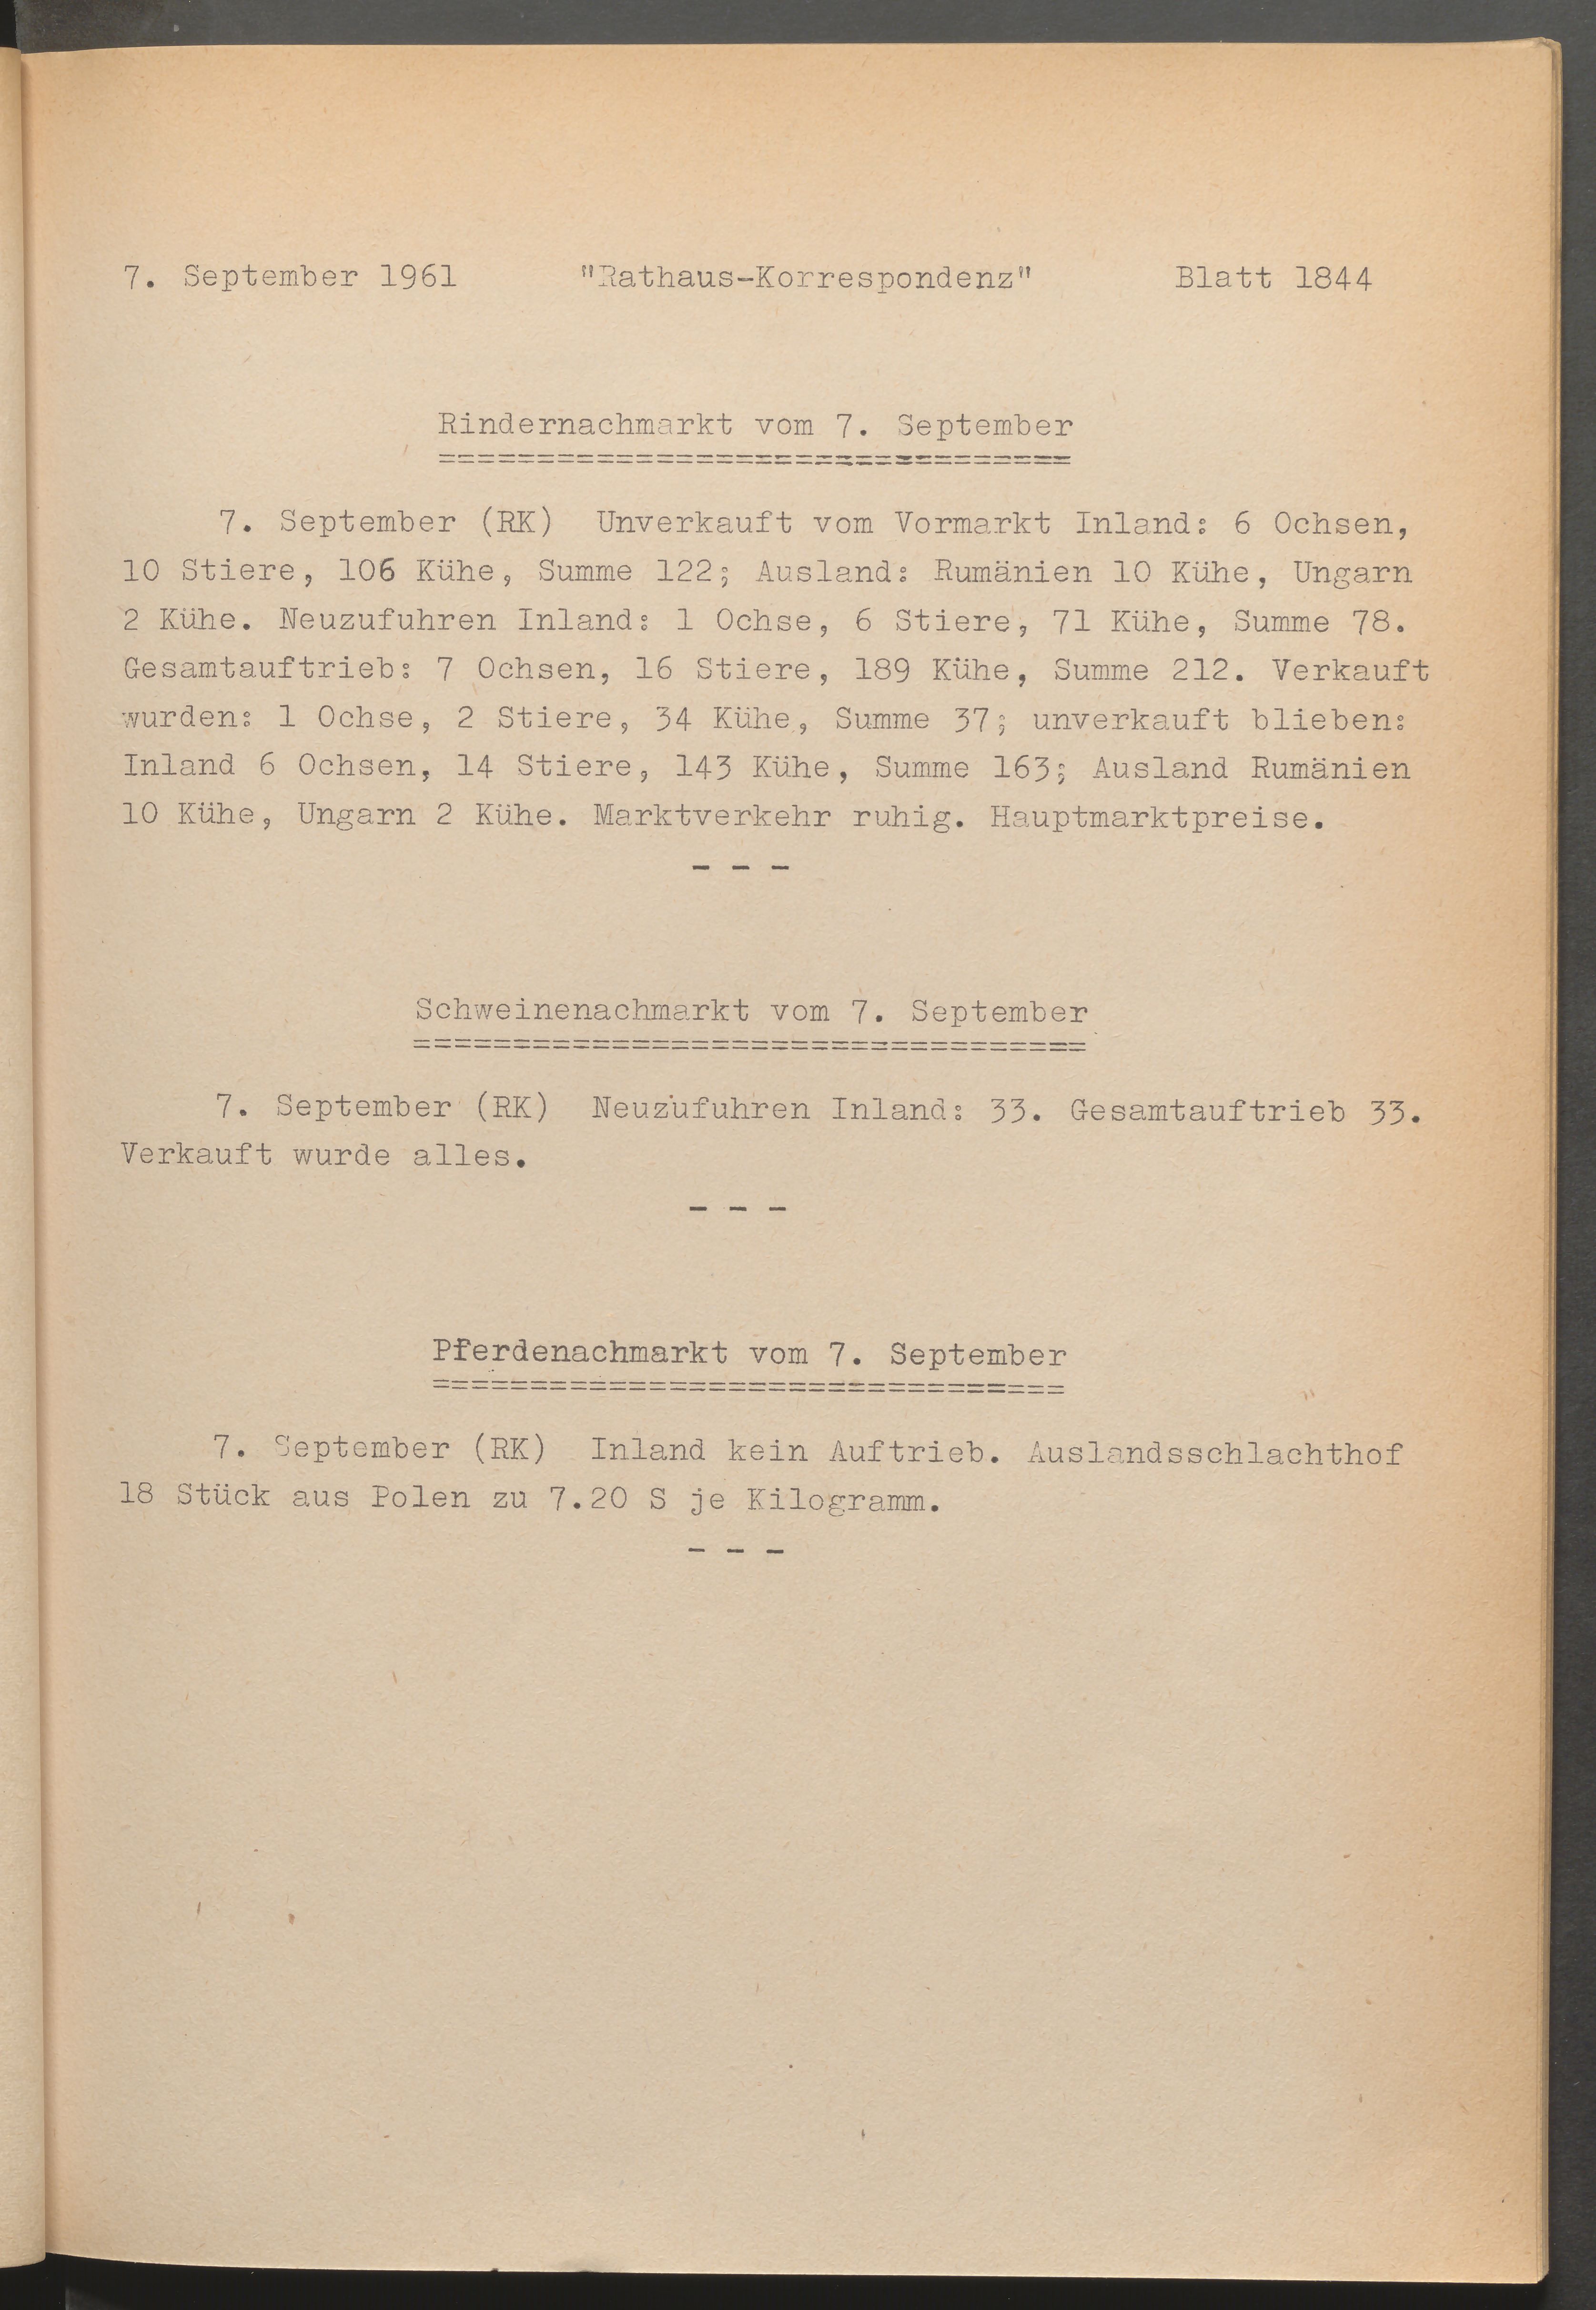 7. September 1961 "Rathaus-Korrespondenz" Blatt 1844
Rindernachmarkt vom 7. September
================================
7. September (RK) Unverkauft vom Vormarkt Inland: 6 Ochsen,
10 Stiere, 106 Kühe, Summe 122; Ausland: Rumänien 10 Kühe, Ungarn
2 Kühe. Neuzufuhren Inland: 1 Ochse, 6 Stiere, 71 Kühe, Summe 78.
Gesamtauftrieb: 7 Ochsen, 16 Stiere, 189 Kühe, Summe 212. Verkauft
wurden: 1 Ochse, 2 Stiere, 34 Kühe, Summe 37; unverkauft blieben:
Inland 6 Ochsen, 14 Stiere, 143 Kühe, Summe 163; Ausland Rumänien
10 Kühe, Ungarn 2 Kühe. Marktverkehr ruhig. Hauptmarktpreise.
- - -
Schweinenachmarkt vom 7. September
==================================
7. September (RK) Neuzufuhren Inland: 33. Gesamtauftrieb 33.
Verkauft wurde alles.
- - -
Pferdenachmarkt vom 7. September
================================
7. September (RK) Inland kein Auftrieb. Auslandsschlachthof
18 Stück aus Polen zu 7.20 S je Kilogramm.
- - -